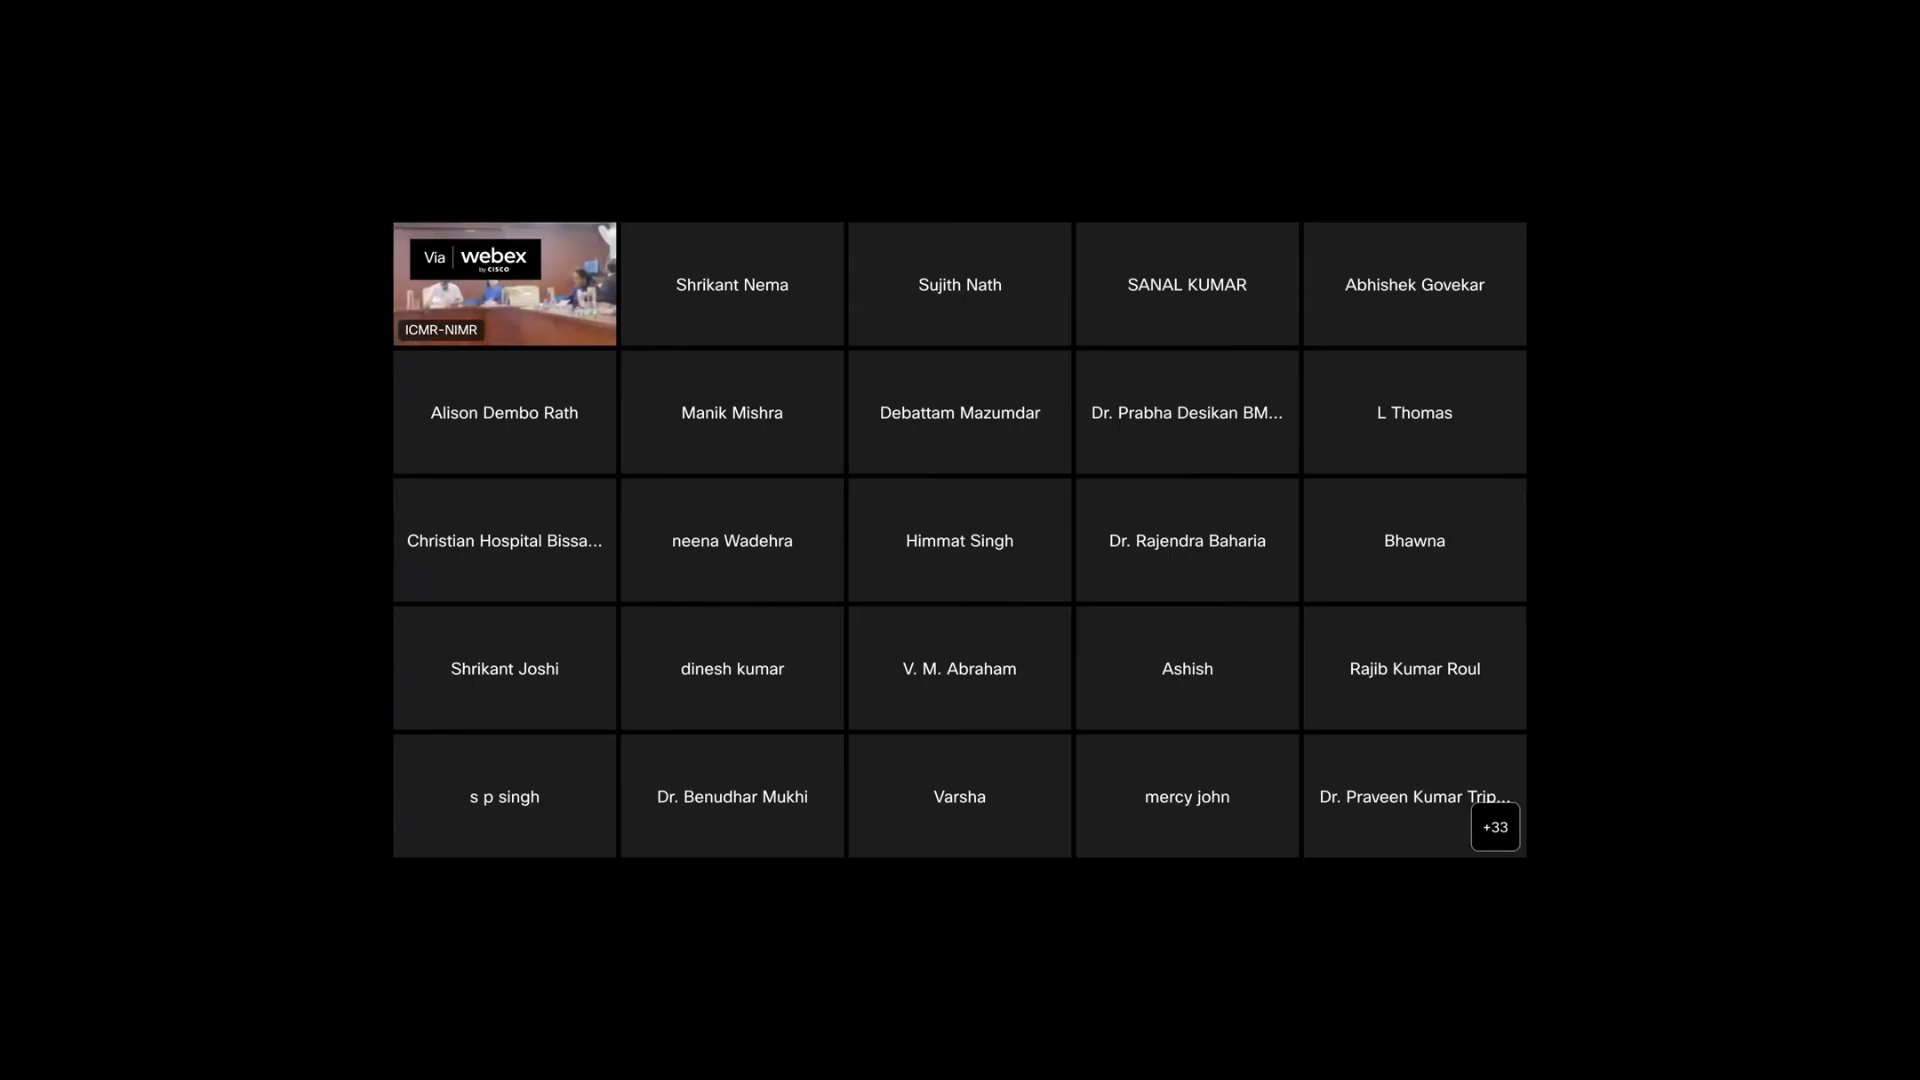 Via webex
by CISCO
ICMR-NIMR
Shrikant Nema
Sujith Nath
SANAL KUMAR
Abhishek Govekar
Alison Dembo Rath
Manik Mishra
Debattam Mazumdar
Dr. Prabha Desikan BM...
L Thomas
Christian Hospital Bissa...
neena Wadehra
Himmat Singh
Dr. Rajendra Baharia
Bhawna
Shrikant Joshi
dinesh kumar
V. M. Abraham
Ashish
Rajib Kumar Roul
s p singh
Dr. Benudhar Mukhi
Varsha
mercy john
Dr. Praveen Kumar Trip...
+33